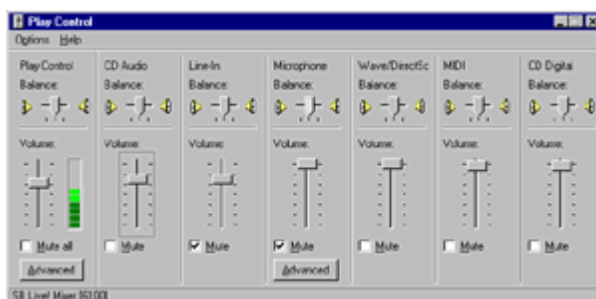 Play Control
Options Help
Play Control CD Audio Line-In Microphone Wave/DirectSc MIDI CD Digital
Balance: Balance: Balance: Balance: Balance: Balance: Balance:
Volume: Volume: Volume: Volume: Volume: Volume: Volume:
Mute all Mute Mute Mute Mute Mute Mute
Advanced Advanced
SB Live! Mixer [6100]